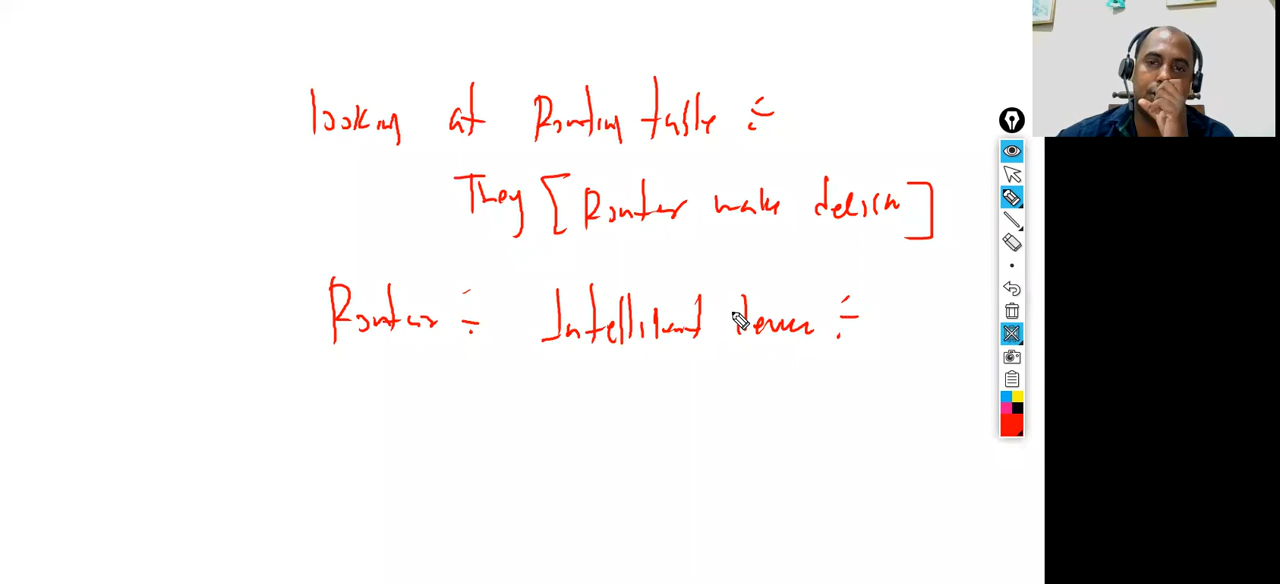 looking at Routing table :-
They [Router make decision]
Router :- Intelligent device :-